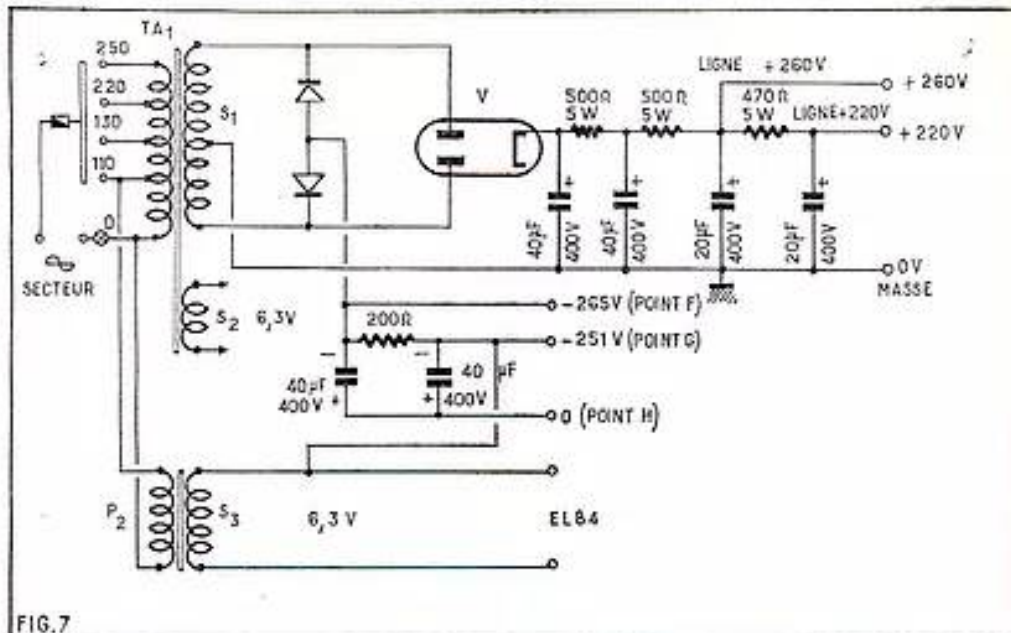 TA1
250
220
130
110
0
SECTEUR
S1
S2 6,3V
V
500Ω
5W
500Ω
5W
LIGNE +260V
470Ω
5W
LIGNE+220V
+260V
+220V
40µF
400V
40µF
400V
20µF
400V
20µF
400V
0V
MASSE
-265V (POINT F)
200Ω
-251V (POINT G)
40µF
400V
40 µF
400V
0 (POINT H)
P2
S3
6,3V
EL84
FIG.7